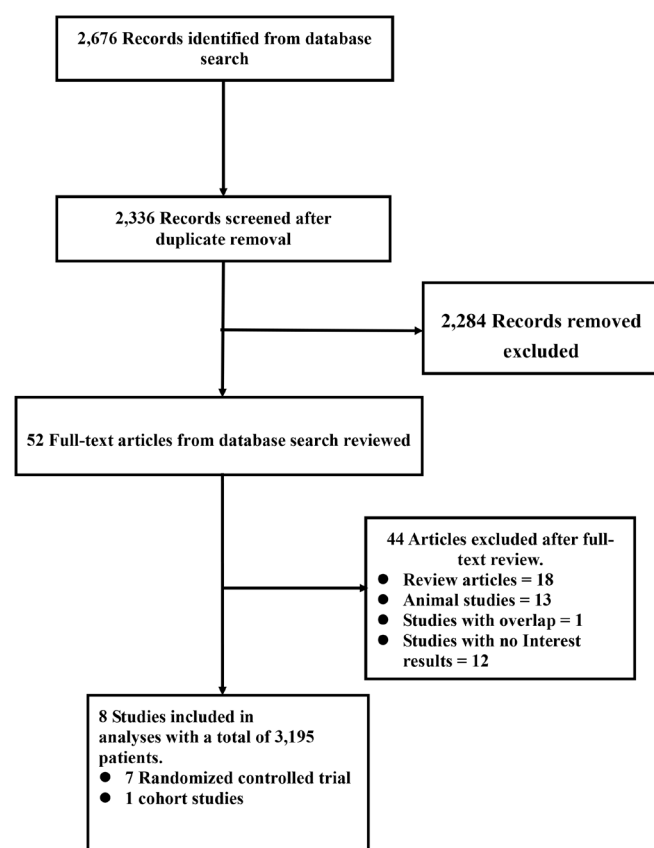 2,676 Records identified from database
search
2,336 Records screened after
duplicate removal
2,284 Records removed
excluded
52 Full-text articles from database search reviewed
44 Articles excluded after full-
text review.
● Review articles = 18
● Animal studies = 13
● Studies with overlap = 1
● Studies with no Interest
results = 12
8 Studies included in
analyses with a total of 3,195
patients.
● 7 Randomized controlled trial
● 1 cohort studies